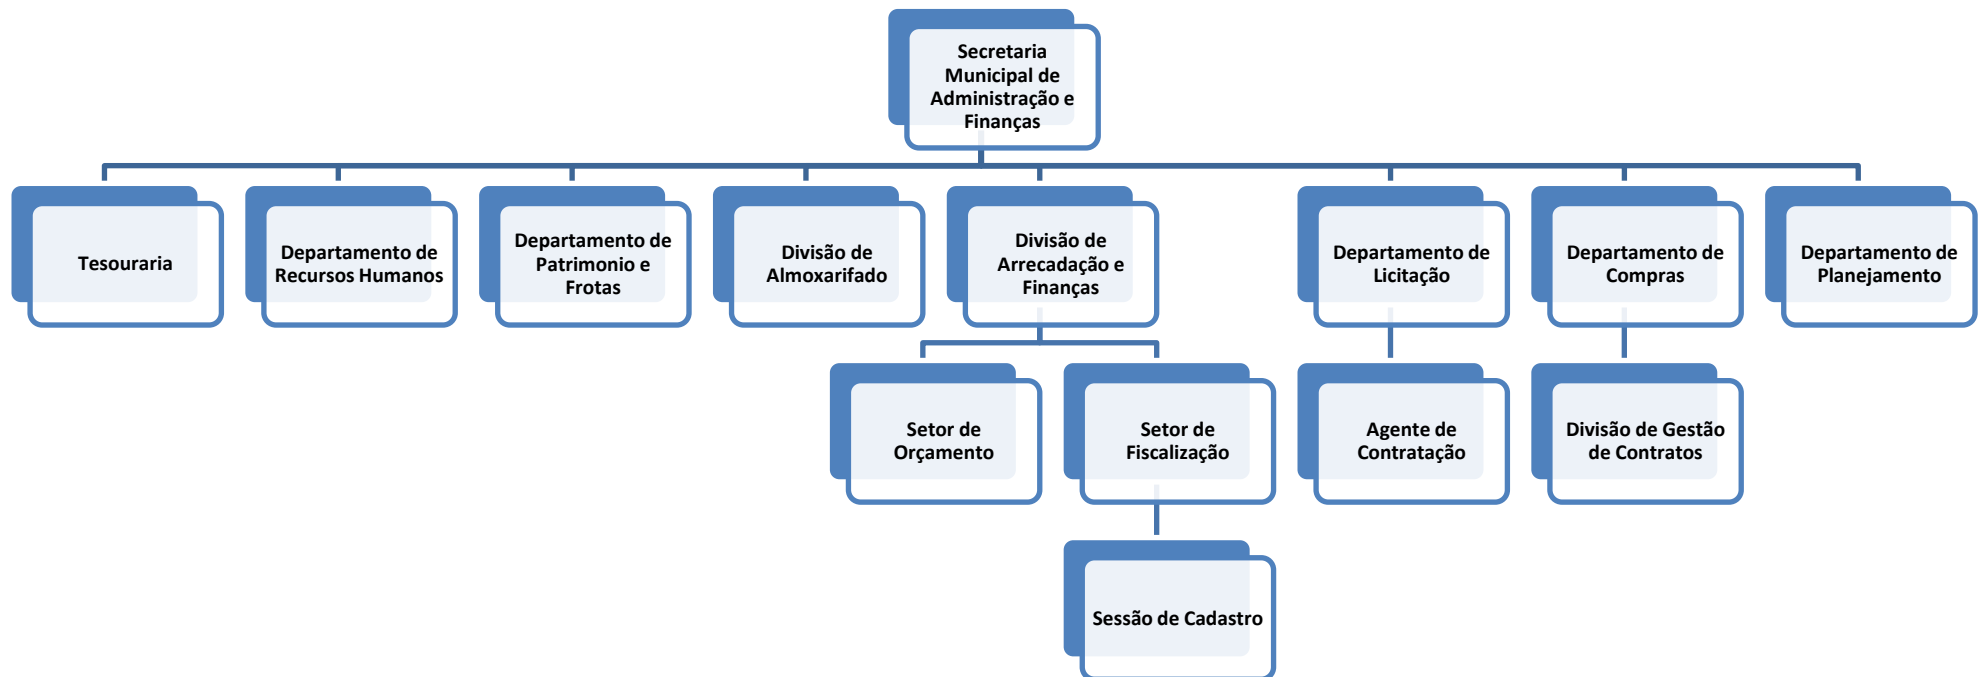 Secretaria
Municipal de
Administração e
Finanças
Tesouraria
Departamento de
Recursos Humanos
Departamento de
Patrimonio e
Frotas
Divisão de
Almoxarifado
Divisão de
Arrecadação e
Finanças
Departamento de
Licitação
Departamento de
Compras
Departamento de
Planejamento
Setor de
Orçamento
Setor de
Fiscalização
Agente de
Contratação
Divisão de Gestão
de Contratos
Sessão de Cadastro